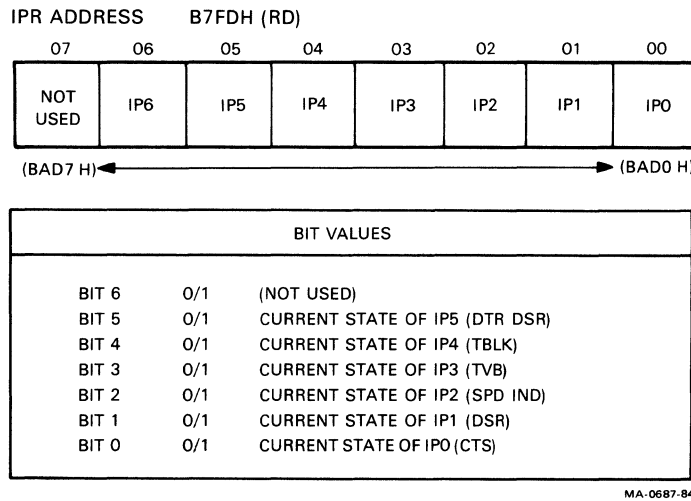 IPR ADDRESS B7FDH (RD)
07 06 05 04 03 02 01 00
NOT USED IP6 IP5 IP4 IP3 IP2 IP1 IP0
(BAD7 H) (BAD0 H)
BIT VALUES
BIT 6 0/1 (NOT USED)
BIT 5 0/1 CURRENT STATE OF IP5 (DTR DSR)
BIT 4 0/1 CURRENT STATE OF IP4 (TBLK)
BIT 3 0/1 CURRENT STATE OF IP3 (TVB)
BIT 2 0/1 CURRENT STATE OF IP2 (SPD IND)
BIT 1 0/1 CURRENT STATE OF IP1 (DSR)
BIT 0 0/1 CURRENT STATE OF IP0 (CTS)
MA-0687-84